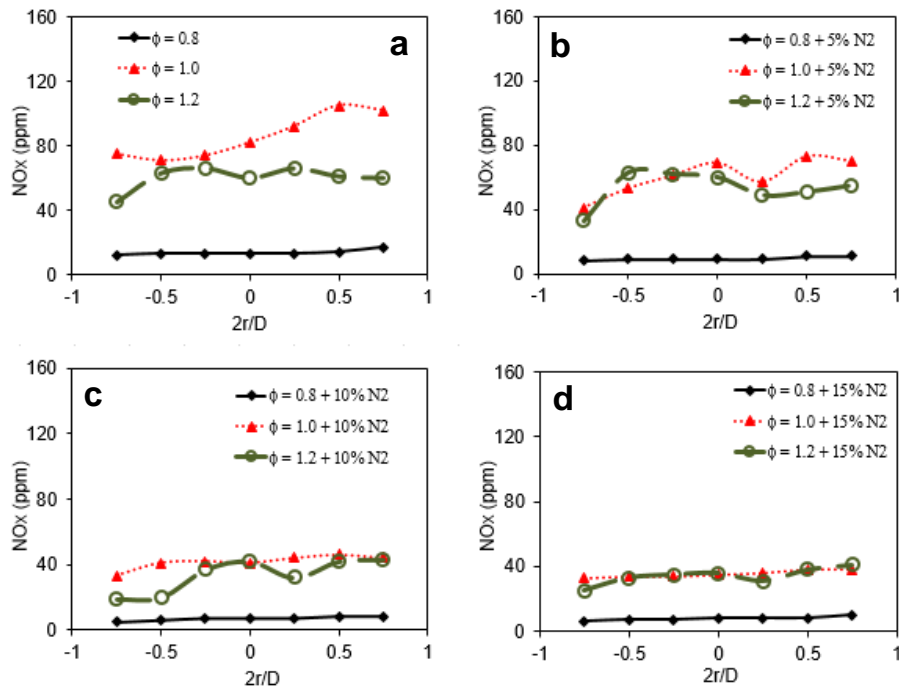 160
120
80
40
0
NOx (ppm)
a
ϕ = 0.8
ϕ = 1.0
ϕ = 1.2
-1
-0.5
0
0.5
1
2r/D
160
120
80
40
0
NOx (ppm)
b
ϕ = 0.8 + 5% N2
ϕ = 1.0 + 5% N2
ϕ = 1.2 + 5% N2
-1
-0.5
0
0.5
1
2r/D
160
120
80
40
0
NOx (ppm)
c
ϕ = 0.8 + 10% N2
ϕ = 1.0 + 10% N2
ϕ = 1.2 + 10% N2
-1
-0.5
0
0.5
1
2r/D
160
120
80
40
0
NOx (ppm)
d
ϕ = 0.8 + 15% N2
ϕ = 1.0 + 15% N2
ϕ = 1.2 + 15% N2
-1
-0.5
0
0.5
1
2r/D